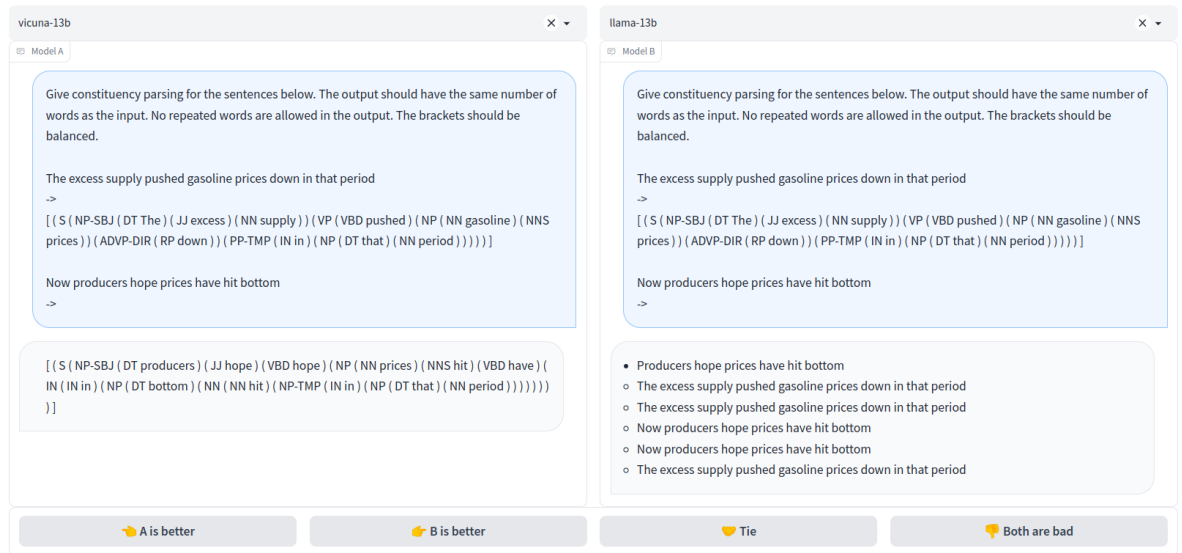 vicuna-13b
Model A
Give constituency parsing for the sentences below. The output should have the same number of
words as the input. No repeated words are allowed in the output. The brackets should be
balanced.
The excess supply pushed gasoline prices down in that period
->
[ ( S ( NP-SBJ ( DT The ) ( JJ excess ) ( NN supply ) ) ( VP ( VBD pushed ) ( NP ( NN gasoline ) ( NNS
prices ) ) ( ADVP-DIR ( RP down ) ) ( PP-TMP ( IN in ) ( NP ( DT that ) ( NN period ) ) ) ) ) ]
Now producers hope prices have hit bottom
->
[ ( S ( NP-SBJ ( DT producers ) ( JJ hope ) ( VBD hope ) ( NP ( NN prices ) ( NNS hit ) ( VBD have ) (
IN ( IN in ) ( NP ( DT bottom ) ( NN ( NN hit ) ( NP-TMP ( IN in ) ( NP ( DT that ) ( NN period ) ) ) ) ) ) )
) ]
llama-13b
Model B
Give constituency parsing for the sentences below. The output should have the same number of
words as the input. No repeated words are allowed in the output. The brackets should be
balanced.
The excess supply pushed gasoline prices down in that period
->
[ ( S ( NP-SBJ ( DT The ) ( JJ excess ) ( NN supply ) ) ( VP ( VBD pushed ) ( NP ( NN gasoline ) ( NNS
prices ) ) ( ADVP-DIR ( RP down ) ) ( PP-TMP ( IN in ) ( NP ( DT that ) ( NN period ) ) ) ) ) ]
Now producers hope prices have hit bottom
->
Producers hope prices have hit bottom
The excess supply pushed gasoline prices down in that period
The excess supply pushed gasoline prices down in that period
Now producers hope prices have hit bottom
Now producers hope prices have hit bottom
The excess supply pushed gasoline prices down in that period
👈 A is better
👉 B is better
🤝 Tie
👎 Both are bad